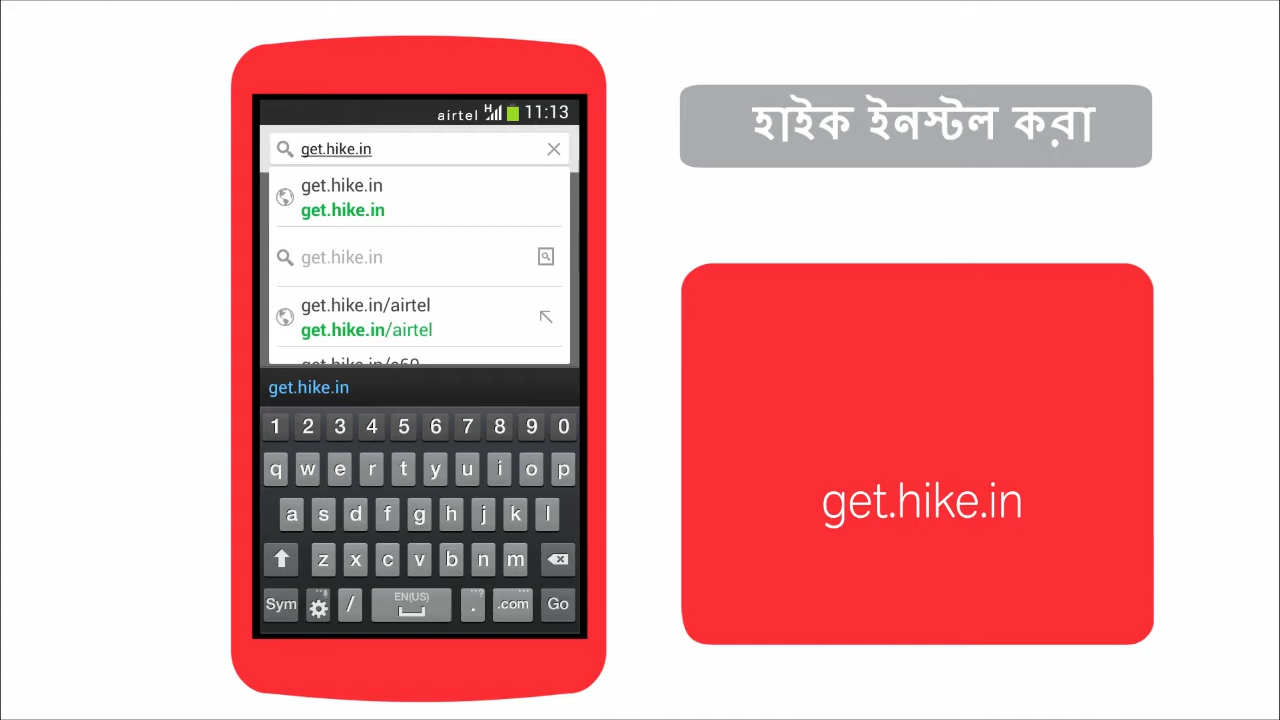 airtel H 11:13
get.hike.in
get.hike.in
get.hike.in
get.hike.in
get.hike.in/airtel
get.hike.in/airtel
get.hike.in
1 2 3 4 5 6 7 8 9 0
q w e r t y u i o p
a s d f g h j k l
z x c v b n m
EN(US)
Sym / . .com Go
হাইক ইনস্টল করা
get.hike.in